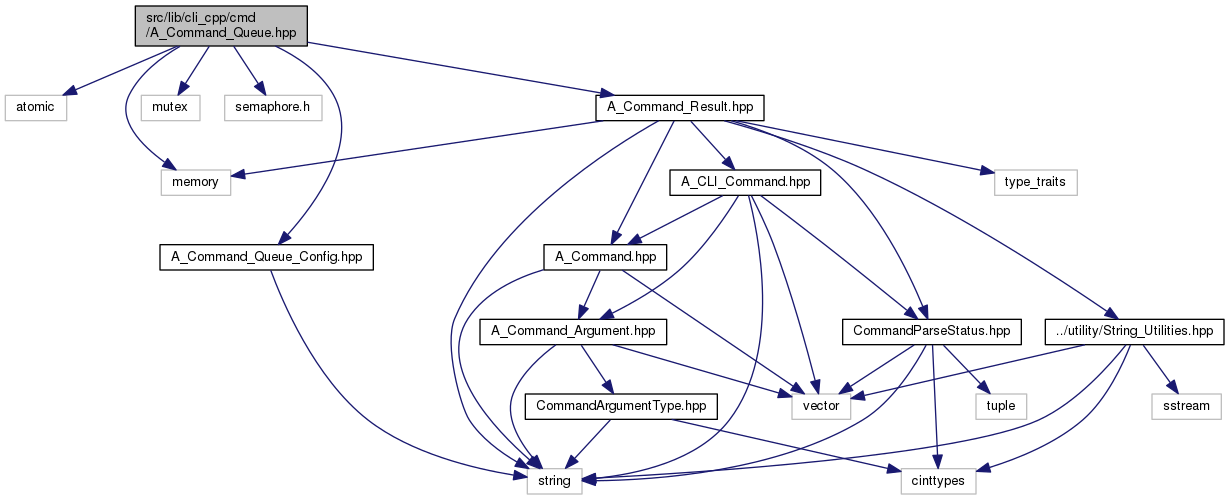 src/lib/cli_cpp/cmd
/A_Command_Queue.hpp
atomic
mutex
semaphore.h
A_Command_Result.hpp
memory
A_CLI_Command.hpp
type_traits
A_Command_Queue_Config.hpp
A_Command.hpp
A_Command_Argument.hpp
CommandParseStatus.hpp
../utility/String_Utilities.hpp
CommandArgumentType.hpp
vector
tuple
sstream
string
cinttypes